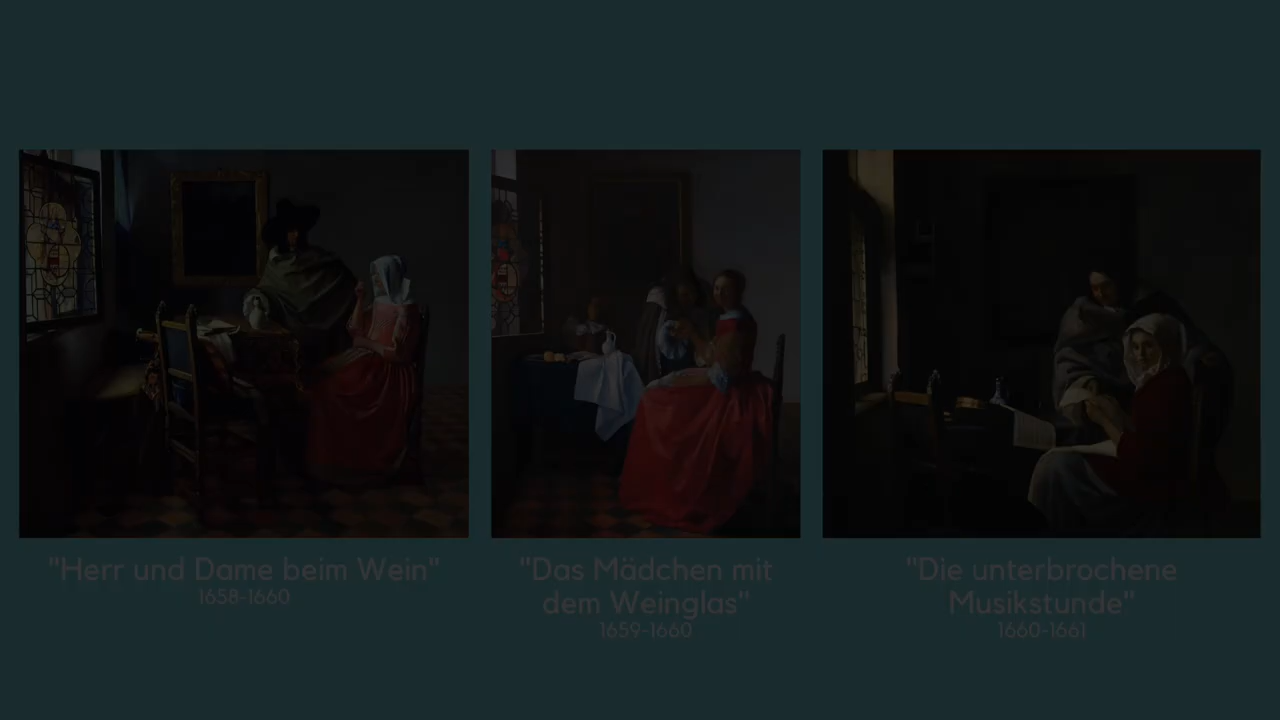 "Herr und Dame beim Wein"
1658-1660
"Das Mädchen mit
dem Weinglas"
1659-1660
"Die unterbrochene
Musikstunde"
1660-1661